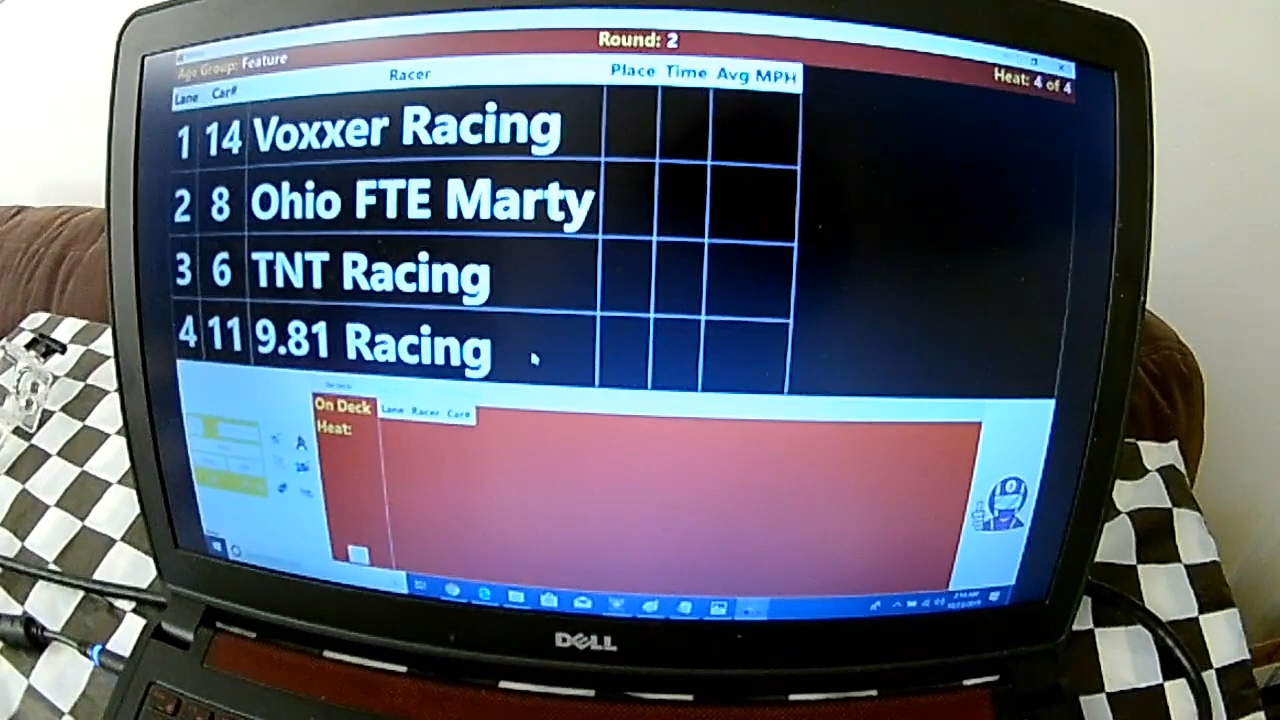 Round: 2
Age Group: Feature
Heat: 4 of 4
Lane Car# Racer Place Time Avg MPH
1 14 Voxxer Racing
2 8 Ohio FTE Marty
3 6 TNT Racing
4 11 9.81 Racing
On Deck
Lane Racer Car#
Heat:
DELL